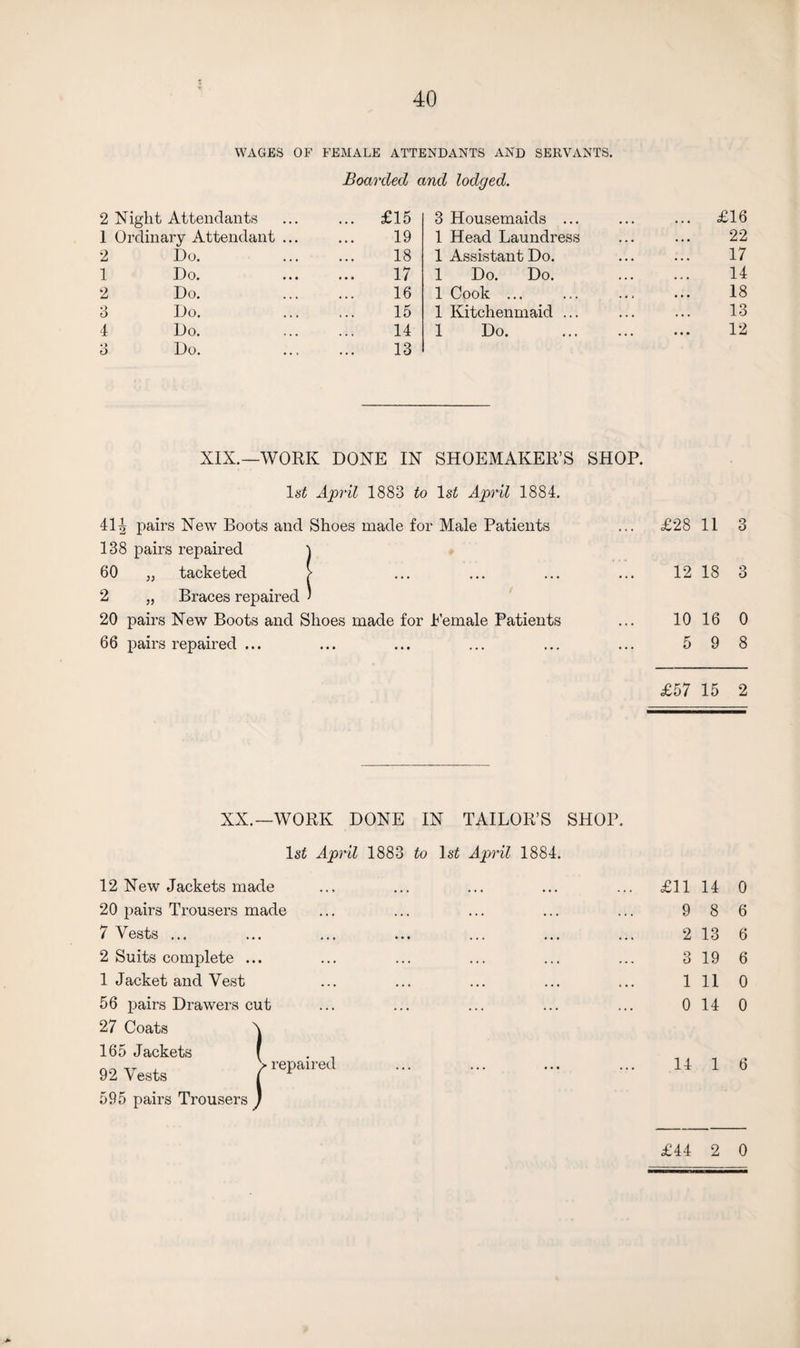 40
WAGES OF FEMALE ATTENDANTS AND SERVANTS.
Boarded and lodged.
2 Night Attendants ... ... £15
1 Ordinary Attendant ... ... 19
2 Do. ... ... 18
1 Do. ... ... 17
2 Do. ... ... 16
3 Do. ... ... 15
4 Do. ... ... 14
3 Do. ... ... 13
3 Housemaids ... ... ... £16
1 Head Laundress ... ... 22
1 Assistant Do. ... ... 17
1 Do. Do. ... ... 14
1 Cook ... ... ... ... 18
1 Kitchenmaid ... ... ... 13
1 Do. ... ... ... 12
XIX.—WORK DONE IN SHOEMAKER'S SHOP.
1st April 1883 to 1st April 1884.
41½ pairs New Boots and Shoes made for Male Patients ... £28 11 3
138 pairs repaired
60 „ tacketed ... ... ... ... 12 18 3
2 „ Braces repaired
20 pairs New Boots and Shoes made for Female Patients ... 10 16 0
66 pairs repaired ... ... ... ... ... ... 5 9 8
£57 15 2
XX.—WORK DONE IN TAILOR'S SHOP.
1st April 1883 to 1st April 1884.
12 New Jackets made ... ... ... ... ... £11 14 0
20 pairs Trousers made ... ... ... ... ... 9 8 6
7 Vests ... ... ... ... ... ... ... 2 13 6
2 Suits complete ... ... ... ... ... ... 3 19 6
1 Jacket and Vest ... ... ... ... ... 1 11 0
56 pairs Drawers cut ... ... ... ... ... 0 14 0
27 Coats
165 Jackets
92 Vests
595 pairs Trousers
repaired ... ... ... ... 14 1 6
£44 2 0